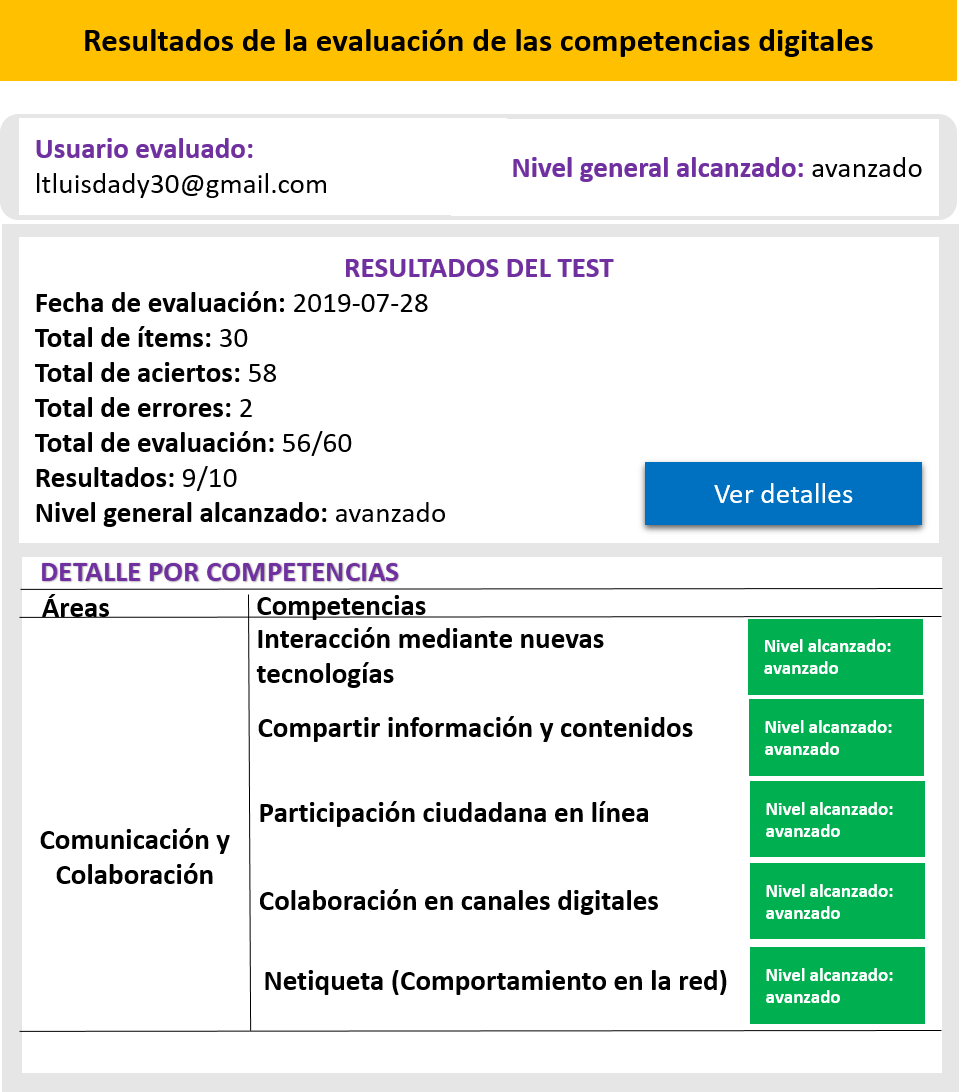 Resultados de la evaluación de las competencias digitales
Usuario evaluado:
ltluisdady30@gmail.com
Nivel general alcanzado: avanzado
RESULTADOS DEL TEST
Fecha de evaluación: 2019-07-28
Total de ítems: 30
Total de aciertos: 58
Total de errores: 2
Total de evaluación: 56/60
Resultados: 9/10
Nivel general alcanzado: avanzado
Ver detalles
DETALLE POR COMPETENCIAS
Áreas
Competencias
Comunicación y
Colaboración
Interacción mediante nuevas
tecnologías
Nivel alcanzado:
avanzado
Compartir información y contenidos
Nivel alcanzado:
avanzado
Participación ciudadana en línea
Nivel alcanzado:
avanzado
Colaboración en canales digitales
Nivel alcanzado:
avanzado
Netiqueta (Comportamiento en la red)
Nivel alcanzado:
avanzado